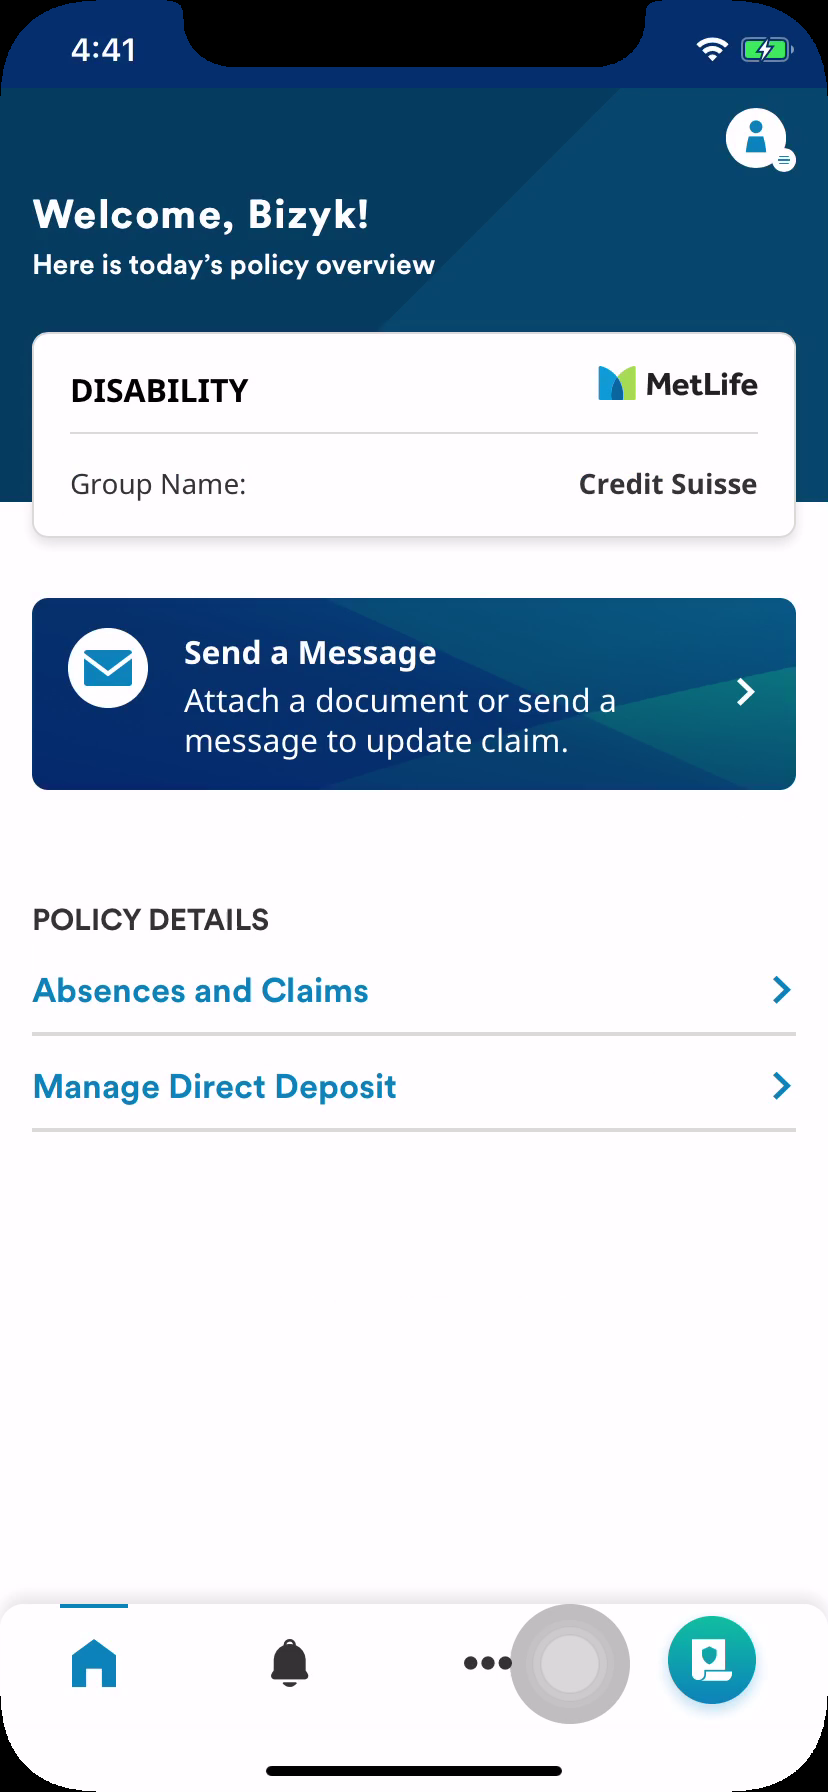 4:41
Welcome, Bizyk!
Here is today's policy overview
DISABILITY
MetLife
Group Name:
Credit Suisse
Send a Message
Attach a document or send a
message to update claim.
POLICY DETAILS
Absences and Claims
Manage Direct Deposit